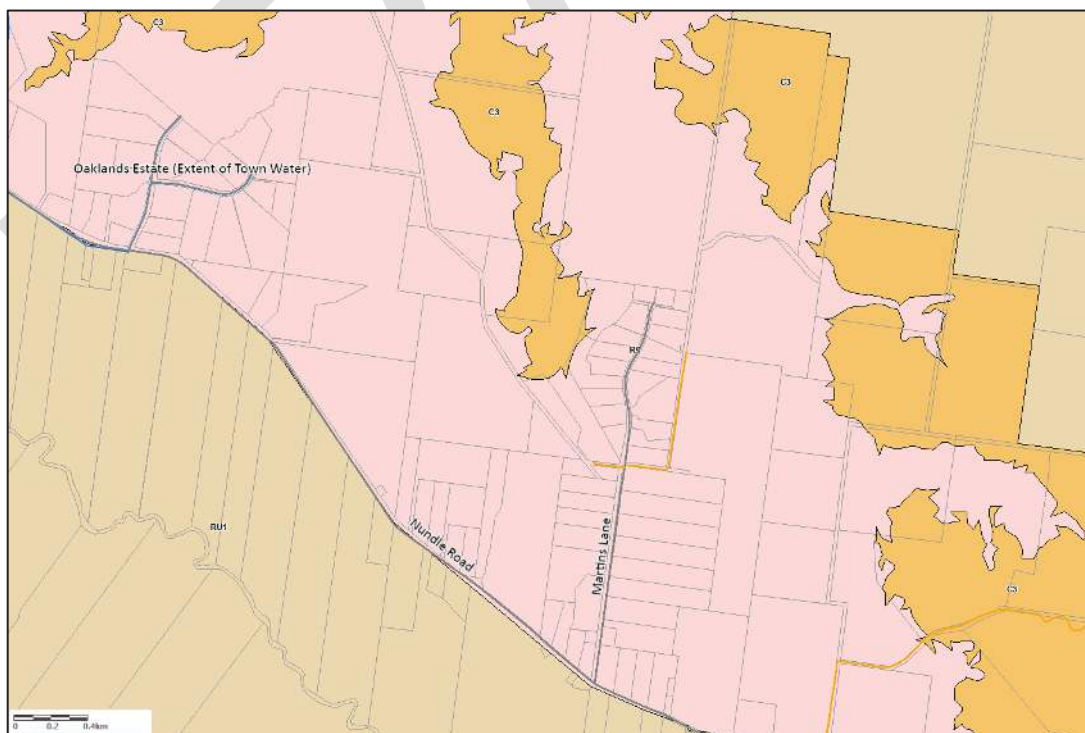 C3
C3
C3
Oaklands Estate (Extent of Town Water)
R5
RU1
Nundle Road
Martins Lane
C3
0 0.2 0.4km